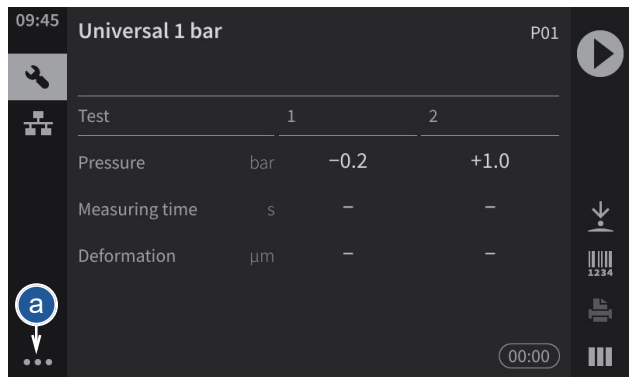 09:45
Universal 1 bar P01
Test 1 2
Pressure bar −0.2 +1.0
Measuring time s – –
Deformation µm – –
1234
a
00:00